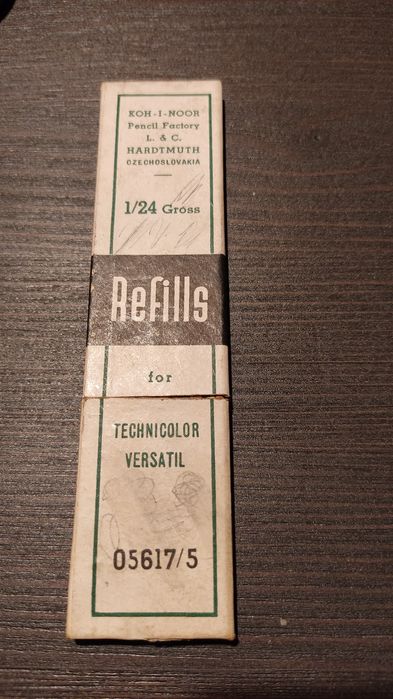 KOH-I-NOOR
Pencil Factory
L. & C.
HARDTMUTH
CZECHOSLOVAKIA
1/24 Gross
Refills
for
TECHNICOLOR
VERSATIL
05617/5